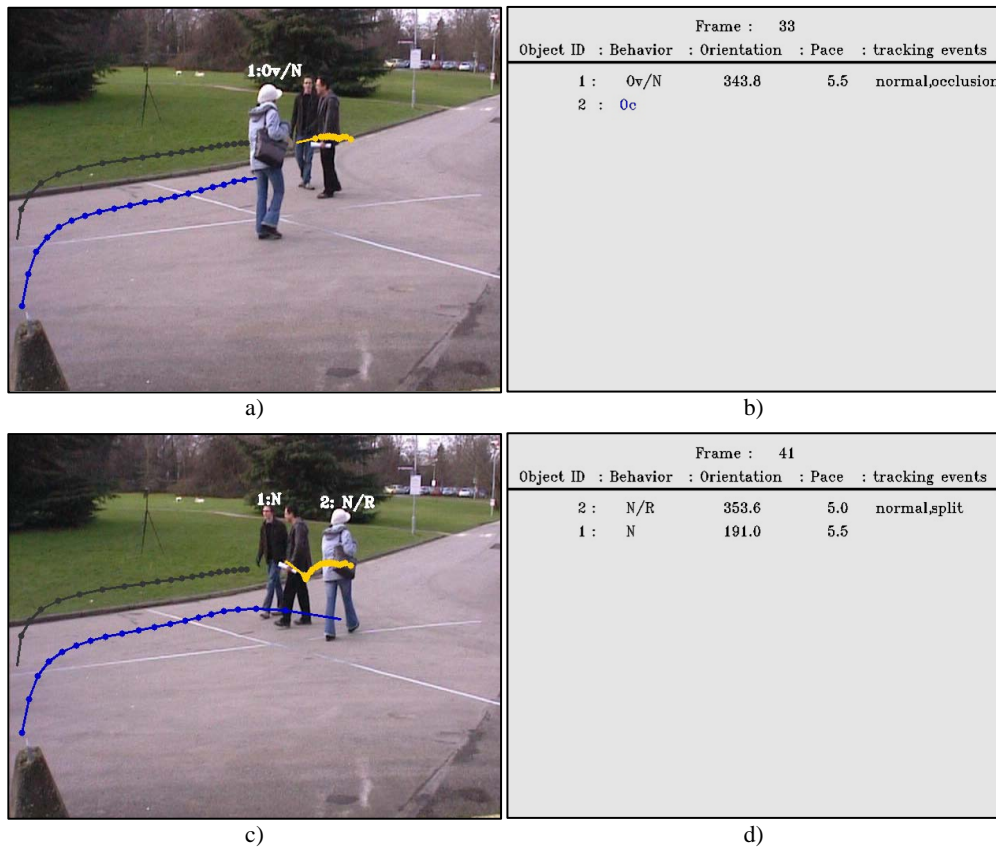 1:Ov/N
Frame : 33
Object ID : Behavior : Orientation : Pace : tracking events
1 : Ov/N 343.8 5.5 normal,occlusion
2 : Oc
a)
b)
1:N
2: N/R
Frame : 41
Object ID : Behavior : Orientation : Pace : tracking events
2 : N/R 353.6 5.0 normal,split
1 : N 191.0 5.5
c)
d)